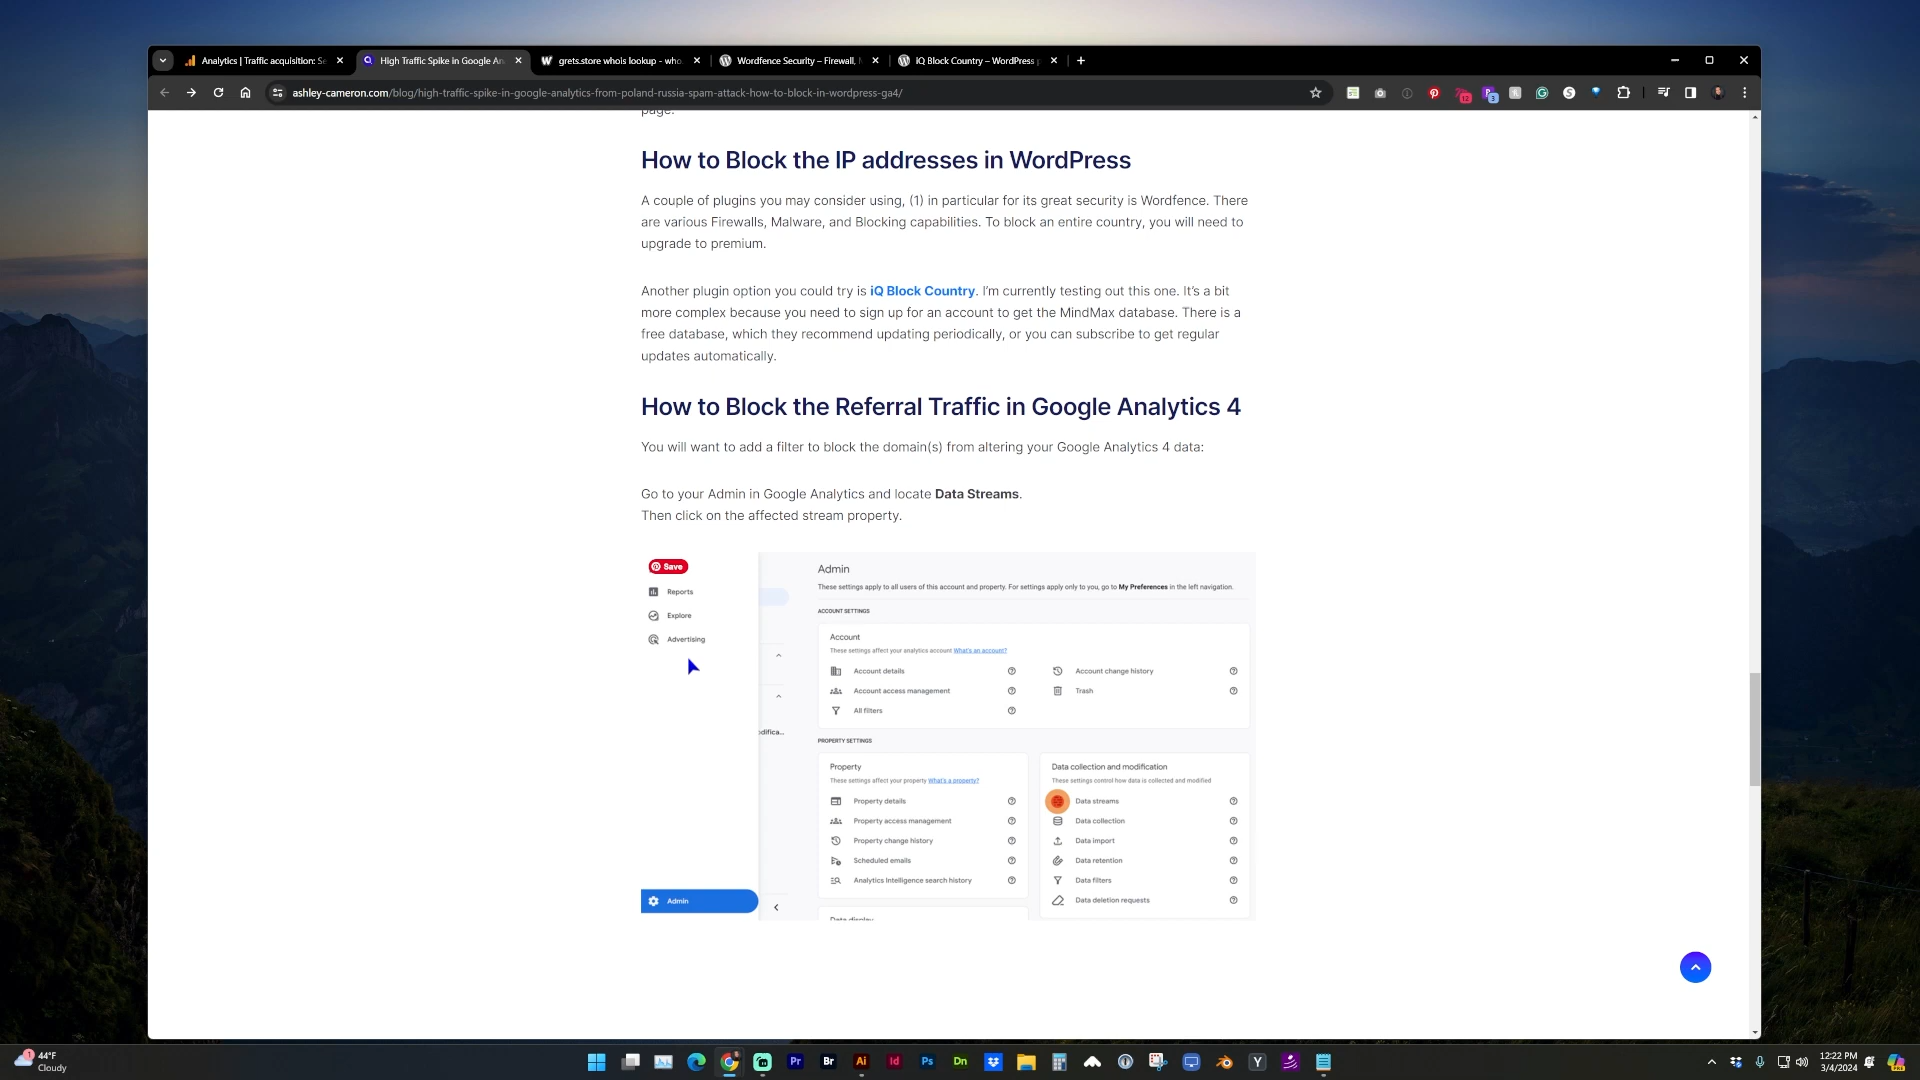 Analytics | Traffic acquisition: Se
High Traffic Spike in Google An
grets.store whois lookup - who
Wordfence Security – Firewall,
iQ Block Country – WordPress
ashley-cameron.com/blog/high-traffic-spike-in-google-analytics-from-poland-russia-spam-attack-how-to-block-in-wordpress-ga4/
12
3
page.
How to Block the IP addresses in WordPress
A couple of plugins you may consider using, (1) in particular for its great security is Wordfence. There
are various Firewalls, Malware, and Blocking capabilities. To block an entire country, you will need to
upgrade to premium.
Another plugin option you could try is iQ Block Country. I’m currently testing out this one. It’s a bit
more complex because you need to sign up for an account to get the MindMax database. There is a
free database, which they recommend updating periodically, or you can subscribe to get regular
updates automatically.
How to Block the Referral Traffic in Google Analytics 4
You will want to add a filter to block the domain(s) from altering your Google Analytics 4 data:
Go to your Admin in Google Analytics and locate Data Streams.
Then click on the affected stream property.
Save
Reports
Explore
Advertising
Admin
odifica...
Admin
These settings apply to all users of this account and property. For settings apply only to you, go to My Preferences in the left navigation.
ACCOUNT SETTINGS
Account
These settings affect your analytics account What's an account?
Account details
Account change history
Account access management
Trash
All filters
PROPERTY SETTINGS
Property
These settings affect your property What's a property?
Property details
Property access management
Property change history
Scheduled emails
Analytics Intelligence search history
Data display
Data collection and modification
These settings control how data is collected and modified
Data streams
Data collection
Data import
Data retention
Data filters
Data deletion requests
1
44°F
Cloudy
Pr
Br
Ai
Id
Ps
Dn
Y
12:22 PM
3/4/2024